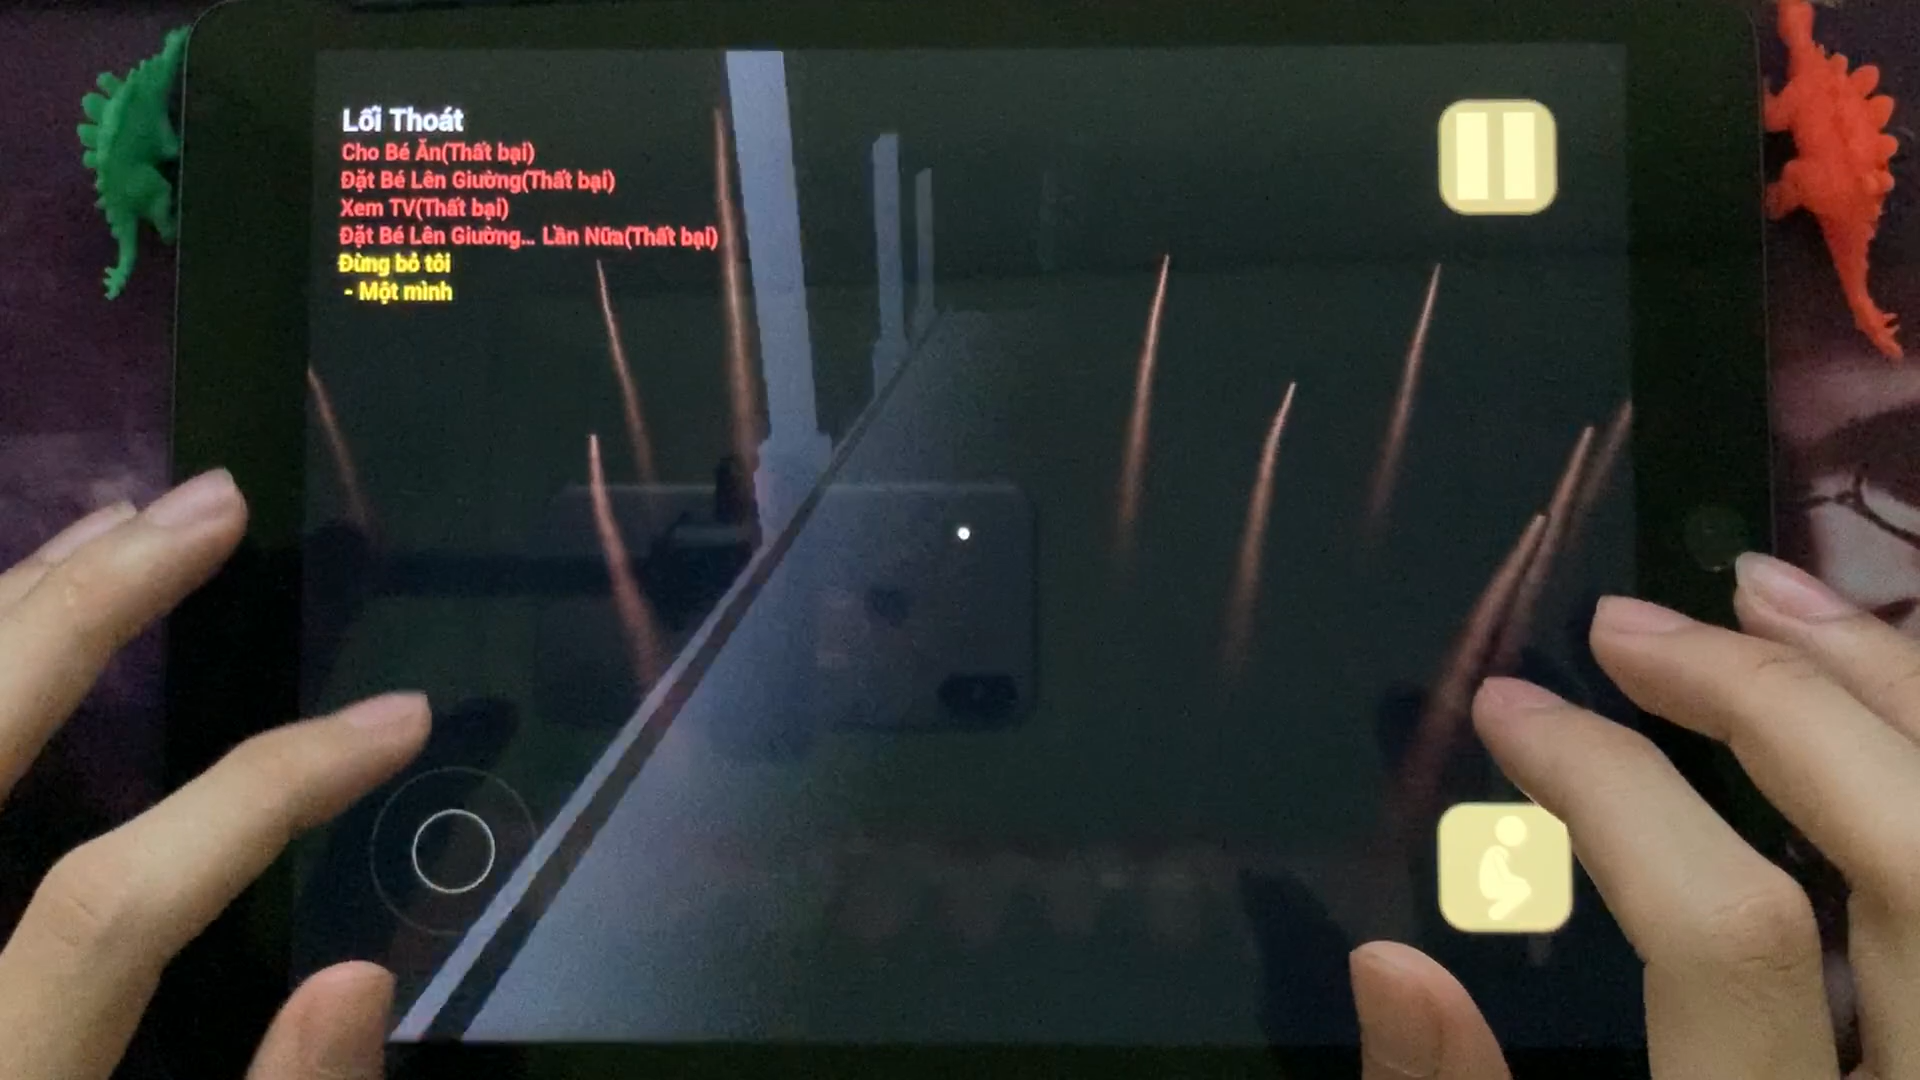 Lối Thoát
Cho Bé Ăn(Thất bại)
Đặt Bé Lên Giường(Thất bại)
Xem TV(Thất bại)
Đặt Bé Lên Giường... Lần Nữa(Thất bại)
Đừng bỏ tôi
- Một mình